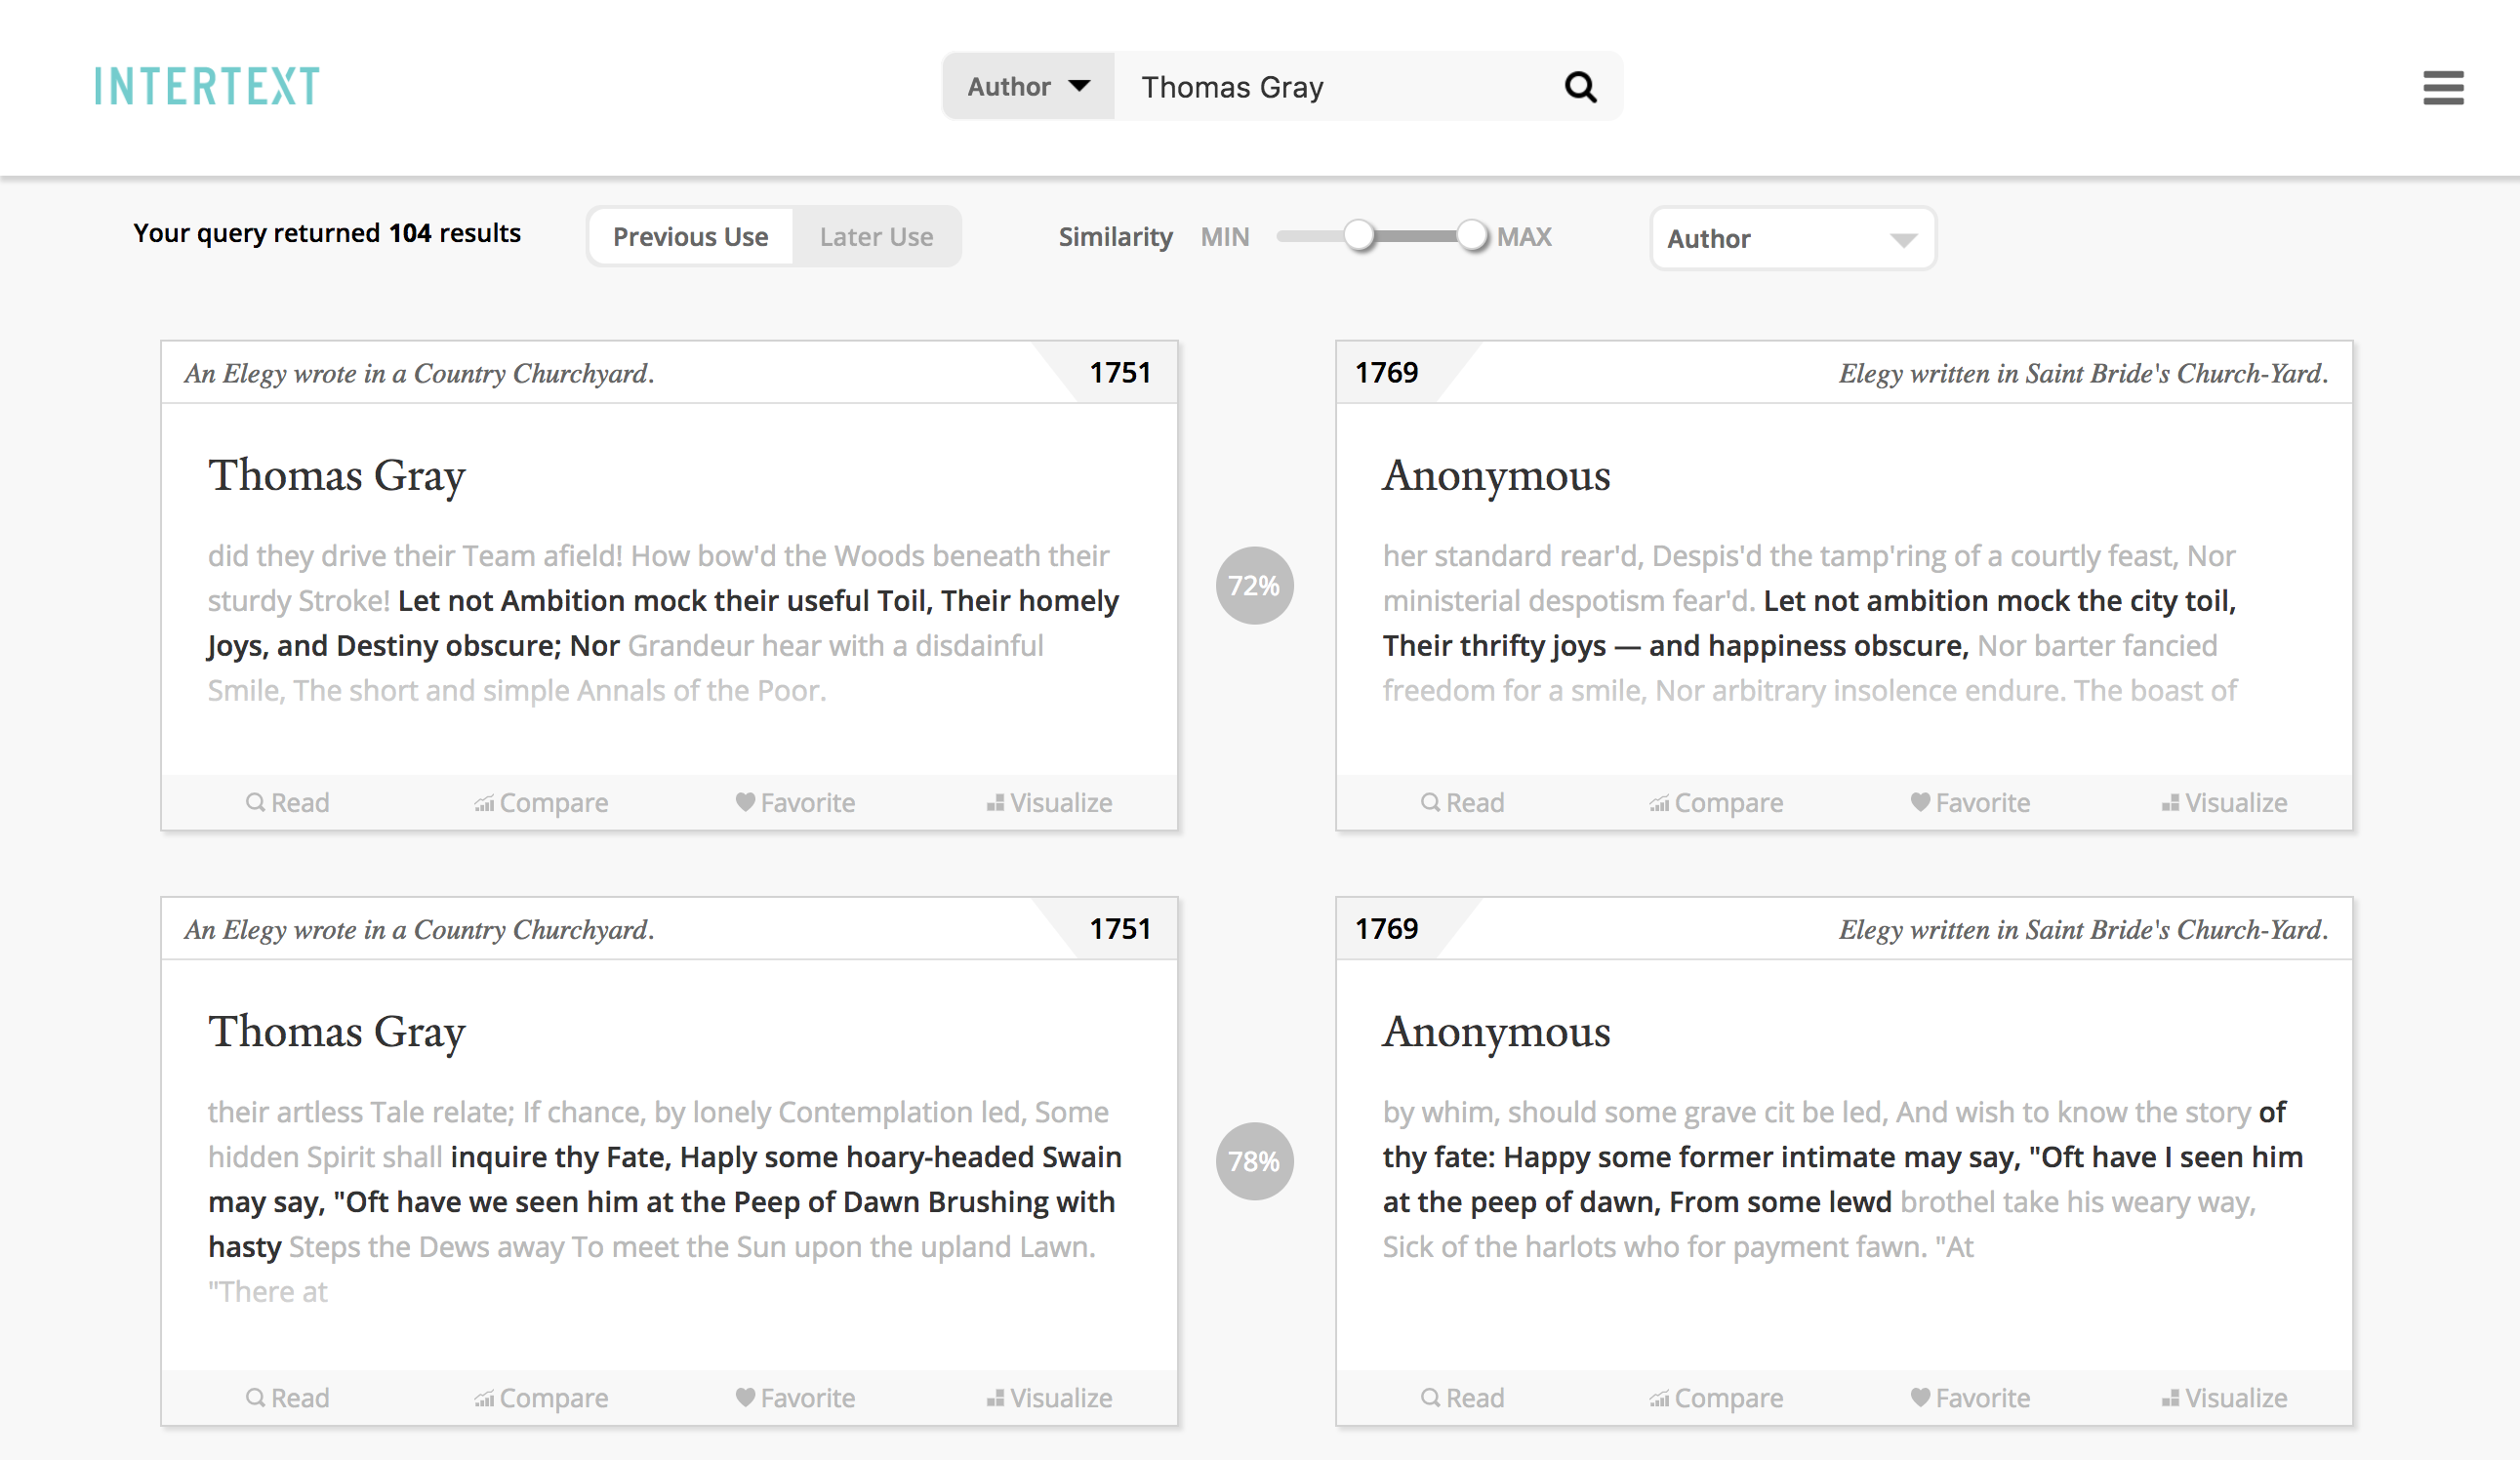 INTERTEXT
Author
Thomas Gray
Your query returned 104 results
Previous Use
Later Use
Similarity
MIN
MAX
Author
An Elegy wrote in a Country Churchyard.
1751
Thomas Gray
did they drive their Team afield! How bow'd the Woods beneath their
sturdy Stroke! Let not Ambition mock their useful Toil, Their homely
Joys, and Destiny obscure; Nor Grandeur hear with a disdainful
Smile, The short and simple Annals of the Poor.
Read
Compare
Favorite
Visualize
72%
1769
Elegy written in Saint Bride's Church-Yard.
Anonymous
her standard rear'd, Despis'd the tamp'ring of a courtly feast, Nor
ministerial despotism fear'd. Let not ambition mock the city toil,
Their thrifty joys — and happiness obscure, Nor barter fancied
freedom for a smile, Nor arbitrary insolence endure. The boast of
Read
Compare
Favorite
Visualize
An Elegy wrote in a Country Churchyard.
1751
Thomas Gray
their artless Tale relate; If chance, by lonely Contemplation led, Some
hidden Spirit shall inquire thy Fate, Haply some hoary-headed Swain
may say, "Oft have we seen him at the Peep of Dawn Brushing with
hasty Steps the Dews away To meet the Sun upon the upland Lawn.
"There at
Read
Compare
Favorite
Visualize
78%
1769
Elegy written in Saint Bride's Church-Yard.
Anonymous
by whim, should some grave cit be led, And wish to know the story of
thy fate: Happy some former intimate may say, "Oft have I seen him
at the peep of dawn, From some lewd brothel take his weary way,
Sick of the harlots who for payment fawn. "At
Read
Compare
Favorite
Visualize